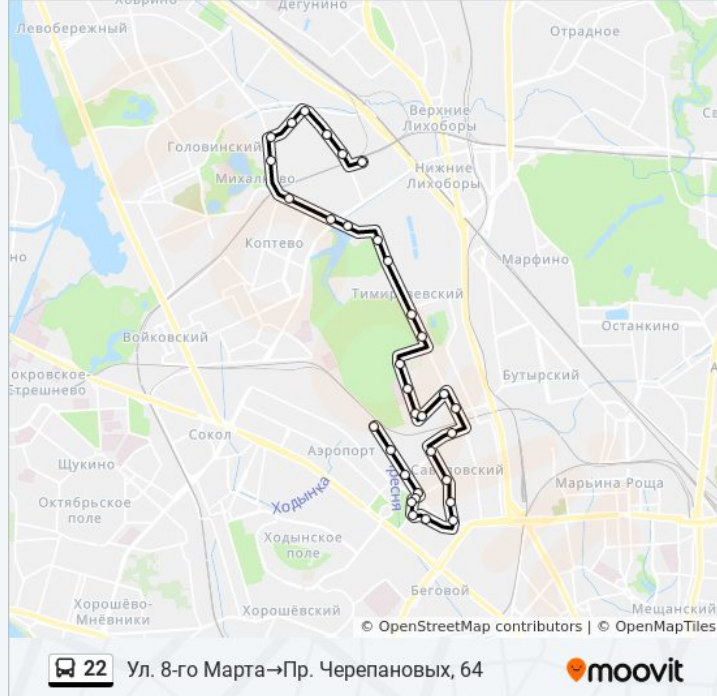 Ховрино
Дегунино
Левобережный
Отрадное
Верхние
Лихоборы
Головинский
Нижние
Лихоборы
Коптево
Марфино
Тимирязевский
Останкино
Войковский
окровское-
Стрешнево
Бутырский
Сокол
Аэропорт
Щукино
Савёловский
Марьина Роща
Ходынка
Октябрьское
поле
Ходынское
поле
Беговой
Хорошёво-
Мнёвники
Хорошёвский
Мещанский
© OpenStreetMap contributors | © OpenMapTiles
22 Ул. 8-го Марта→Пр. Черепановых, 64
moovit